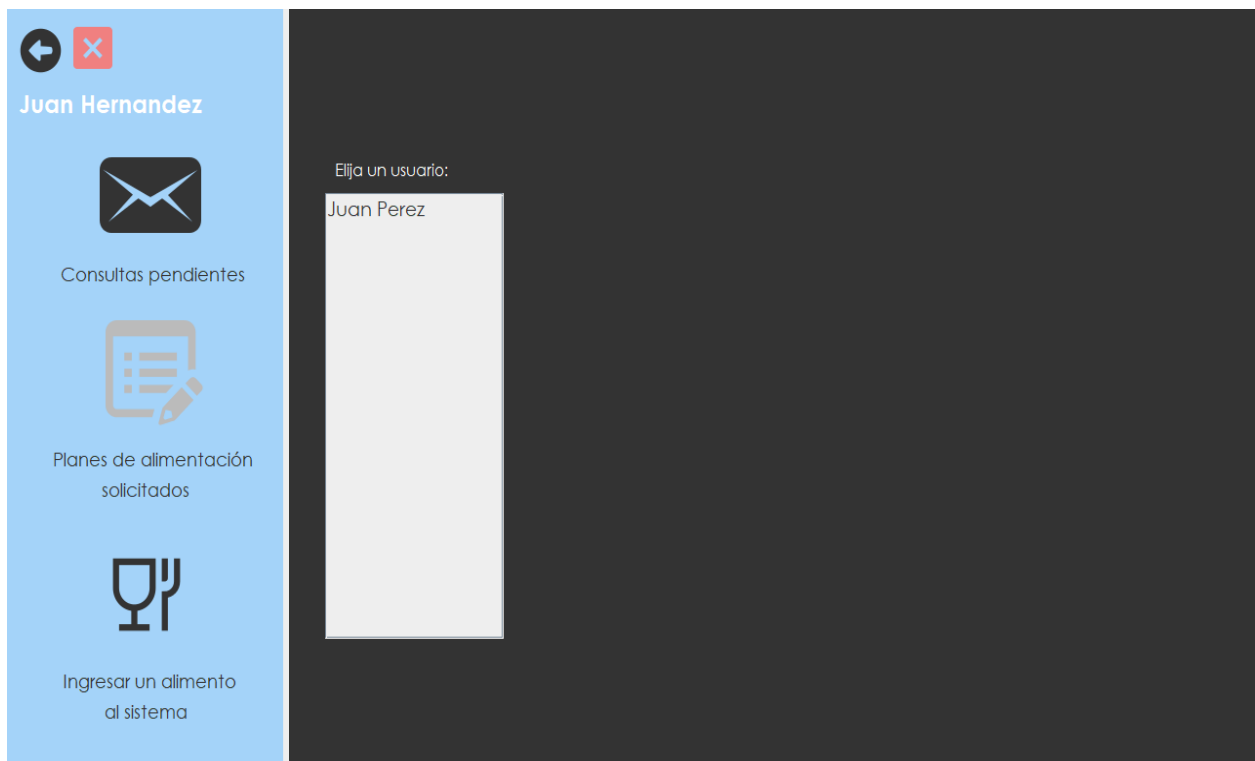 Juan Hernandez
Consultas pendientes
Planes de alimentación
solicitados
Ingresar un alimento
al sistema
Elija un usuario:
Juan Perez